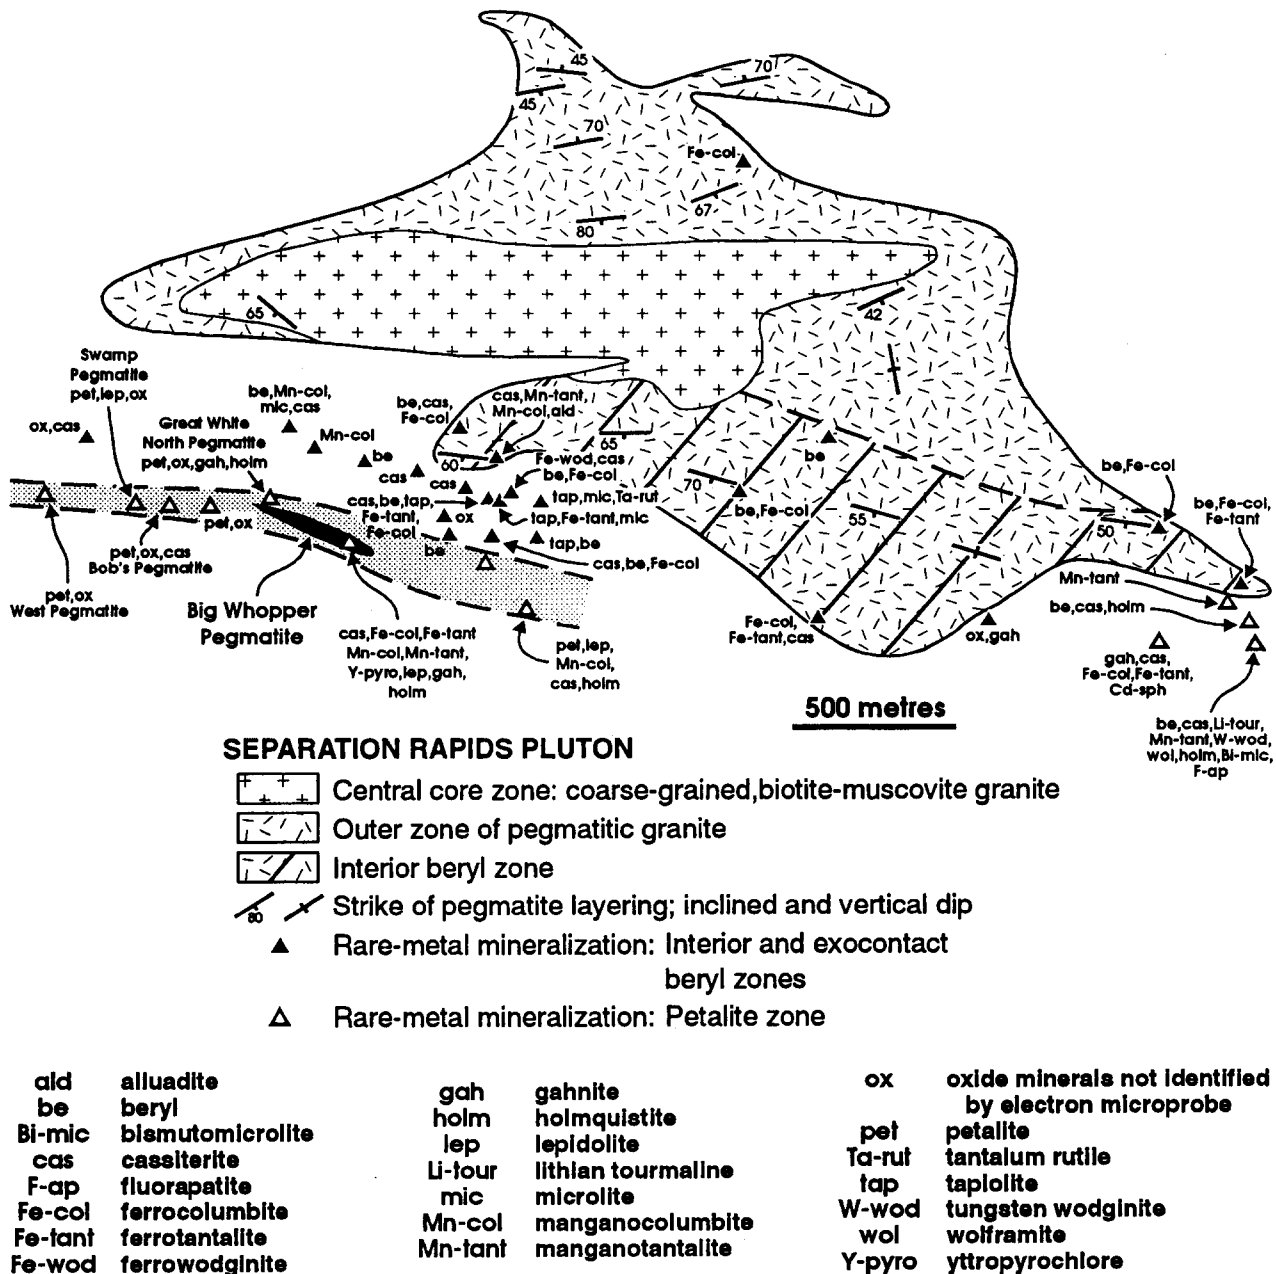 45
70
45
70
Fe-col
67
80
65
42
Swamp
Pegmatite
pet,lep,ox
be,Mn-col,
mic,cas
be,cas,
Fe-col
cas,Mn-tant,
Mn-col,ald
ox,cas
Great White
North Pegmatite
pet,ox,gah,holm
Mn-col
be
cas
60
65
Fe-wod,cas
be,Fe-col
cas
cas,be,tap,
Fe-tant,
Fe-col
ox
be
tap,mic,Ta-rut
tap,Fe-tant,mic
tap,be
cas,be,Fe-col
be
70
be,Fe-col
55
50
be,Fe-col
be,Fe-col,
Fe-tant
Mn-tant
be,cas,holm
pet,ox
pet,ox,cas
Bob's Pegmatite
pet,ox
West Pegmatite
Big Whopper
Pegmatite
cas,Fe-col,Fe-tant
Mn-col,Mn-tant,
Y-pyro,lep,gah,
holm
pet,lep,
Mn-col,
cas,holm
Fe-col,
Fe-tant,cas
ox,gah
gah,cas,
Fe-col,Fe-tant,
Cd-sph
be,cas,Li-tour,
Mn-tant,W-wod,
wol,holm,Bi-mic,
F-ap
500 metres
SEPARATION RAPIDS PLUTON
Central core zone: coarse-grained,biotite-muscovite granite
Outer zone of pegmatitic granite
Interior beryl zone
80 Strike of pegmatite layering; inclined and vertical dip
Rare-metal mineralization: Interior and exocontact
beryl zones
Rare-metal mineralization: Petalite zone
ald alluadite
be beryl
Bi-mic bismutomicrolite
cas cassiterite
F-ap fluorapatite
Fe-col ferrocolumbite
Fe-tant ferrotantalite
Fe-wod ferrowodginite
gah gahnite
holm holmquistite
lep lepidolite
Li-tour lithian tourmaline
mic microlite
Mn-col manganocolumbite
Mn-tant manganotantalite
ox oxide minerals not identified
by electron microprobe
pet petalite
Ta-rut tantalum rutile
tap tapiolite
W-wod tungsten wodginite
wol wolframite
Y-pyro yttropyrochlore